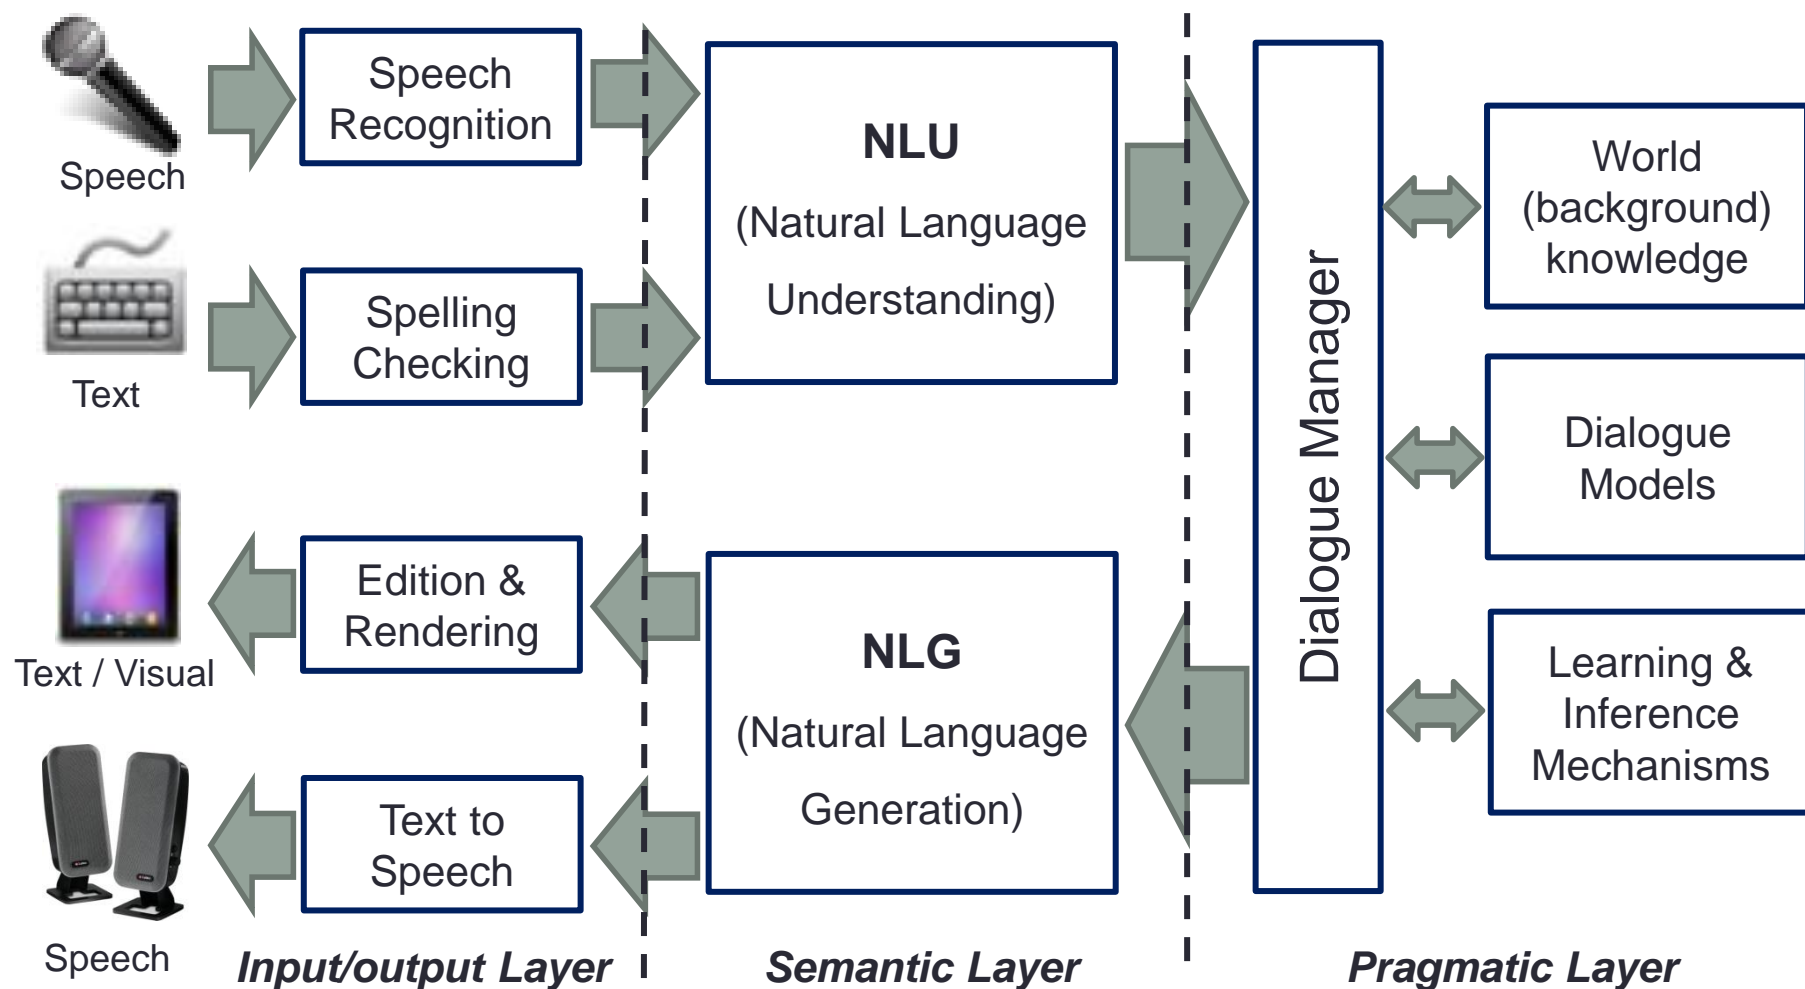 Speech
Speech
Recognition
Text
Spelling
Checking
Text / Visual
Edition &
Rendering
Speech
Text to
Speech
Input/output Layer
NLU
(Natural Language
Understanding)
NLG
(Natural Language
Generation)
Semantic Layer
Dialogue Manager
World
(background)
knowledge
Dialogue
Models
Learning &
Inference
Mechanisms
Pragmatic Layer